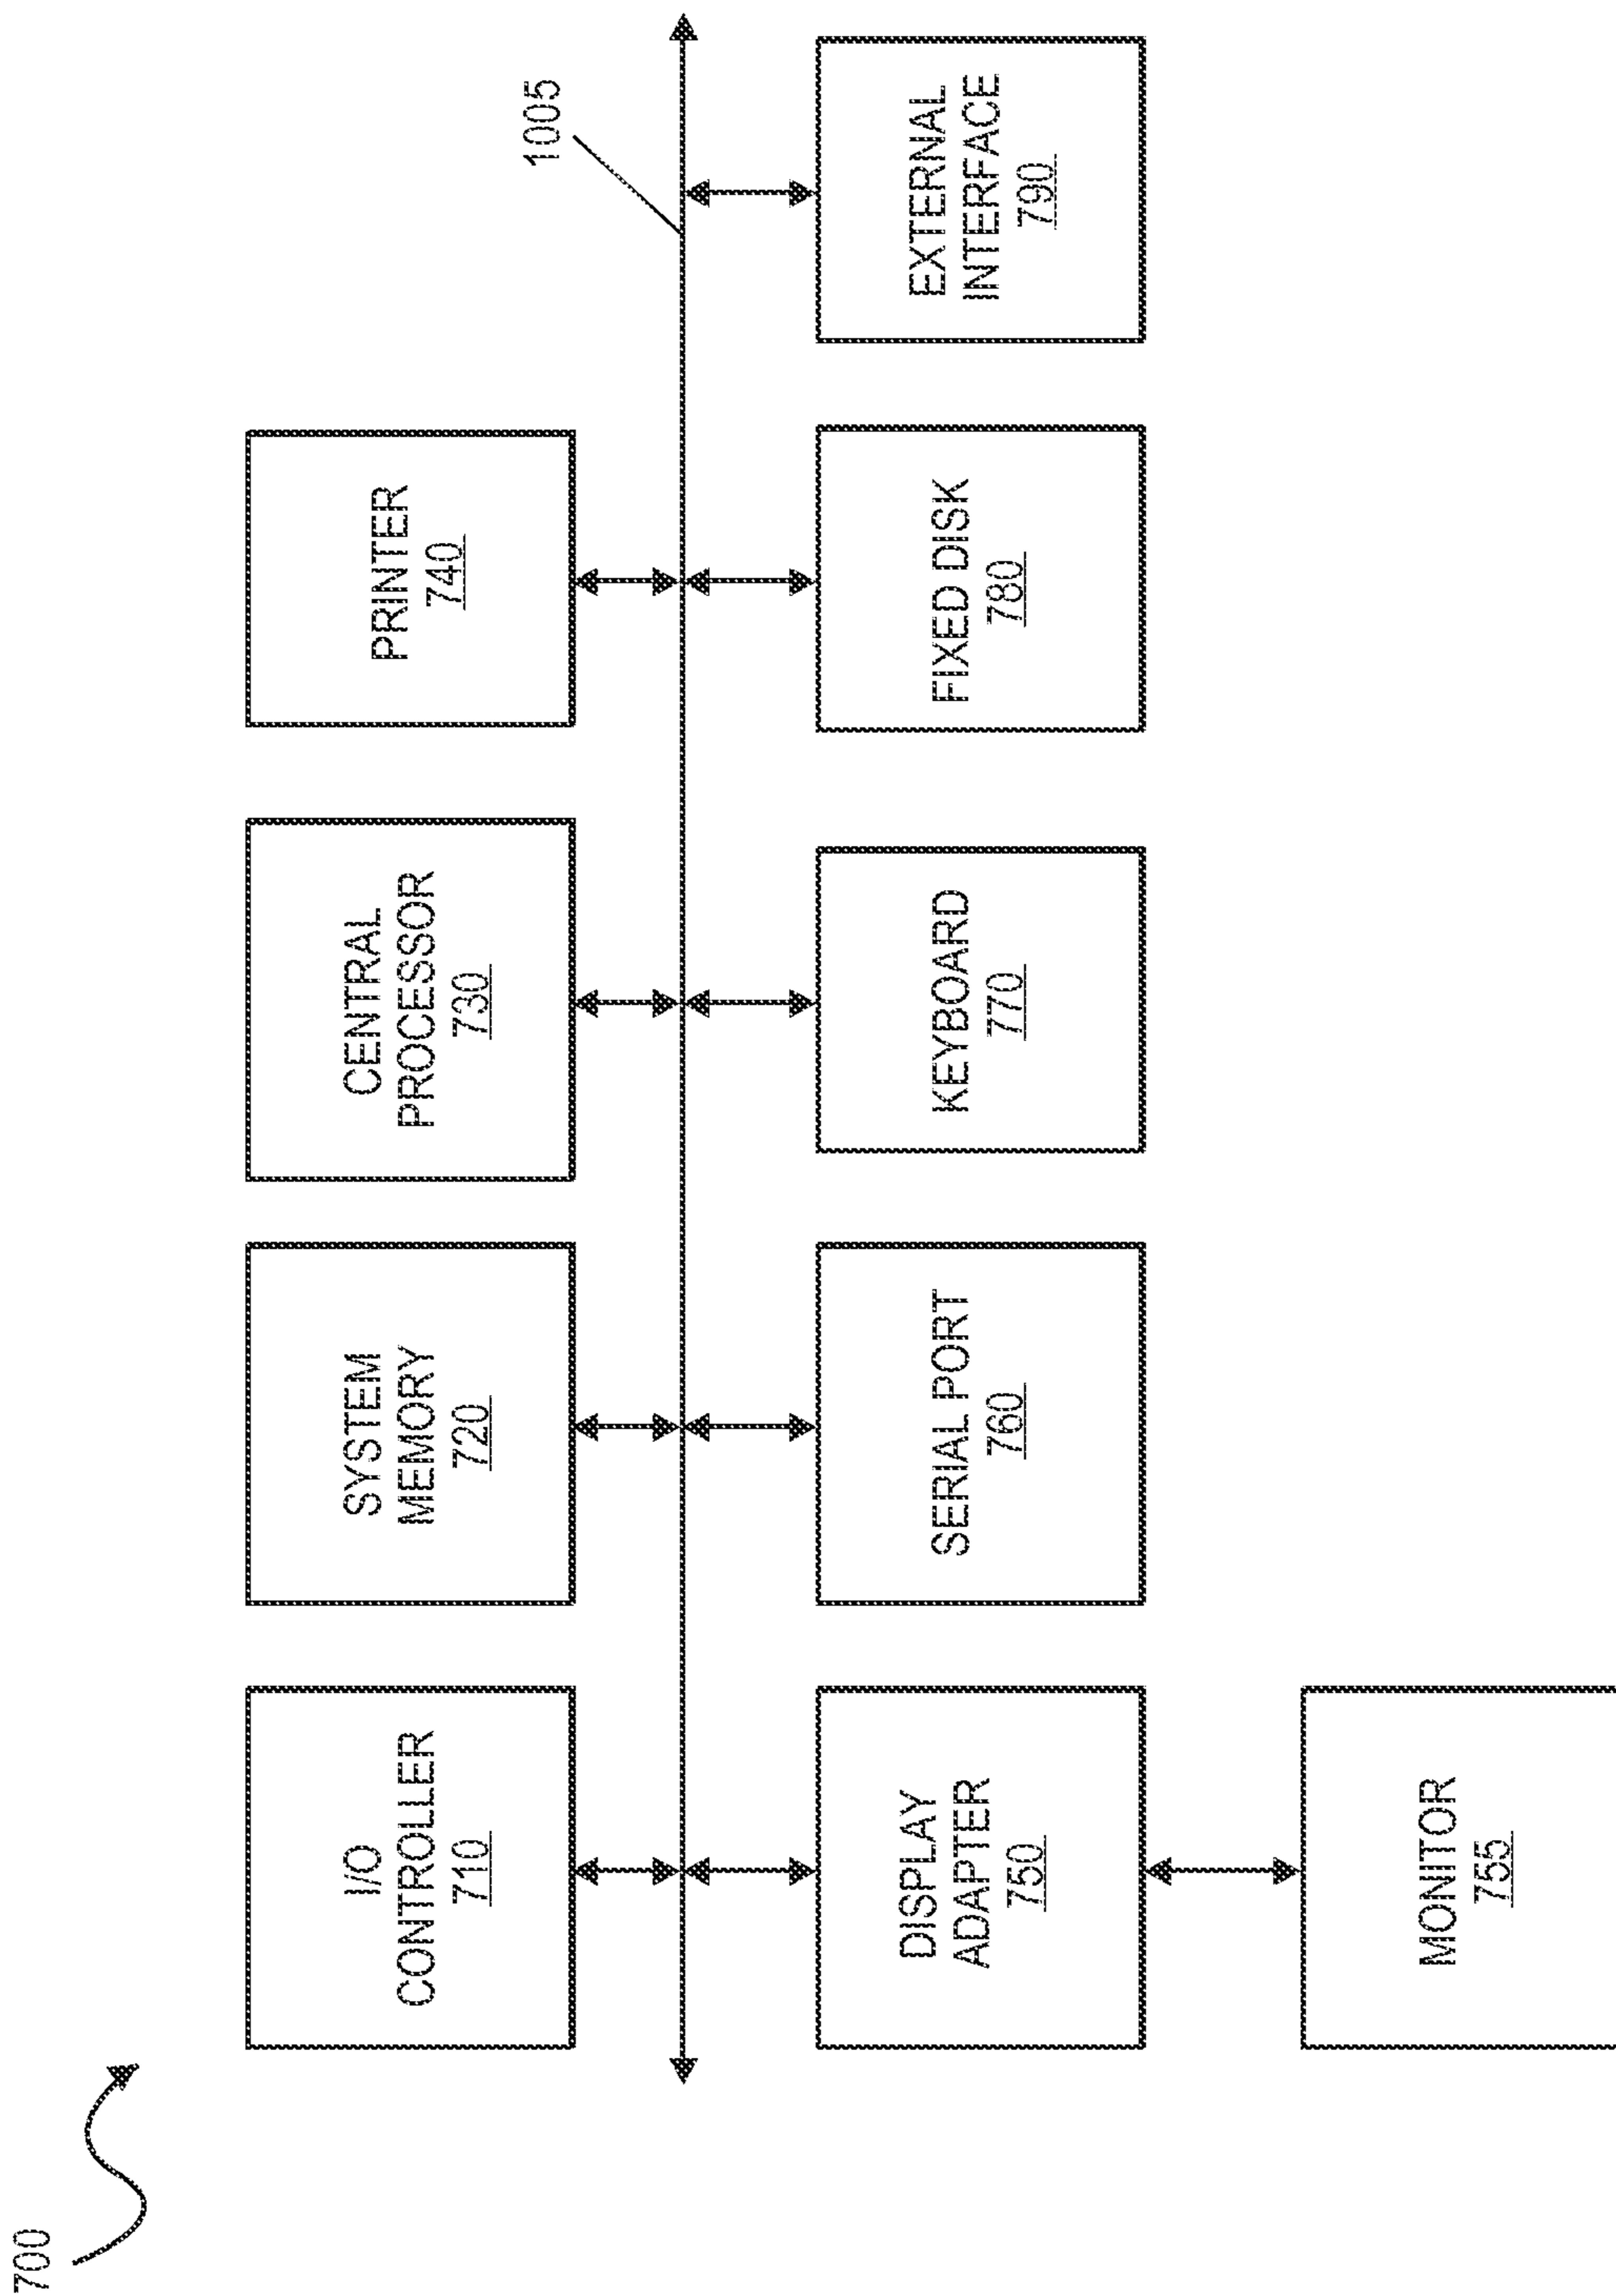 700
I/O
CONTROLLER
710
SYSTEM
MEMORY
720
CENTRAL
PROCESSOR
730
PRINTER
740
1005
DISPLAY
ADAPTER
750
SERIAL PORT
760
KEYBOARD
770
FIXED DISK
780
EXTERNAL
INTERFACE
790
MONITOR
755